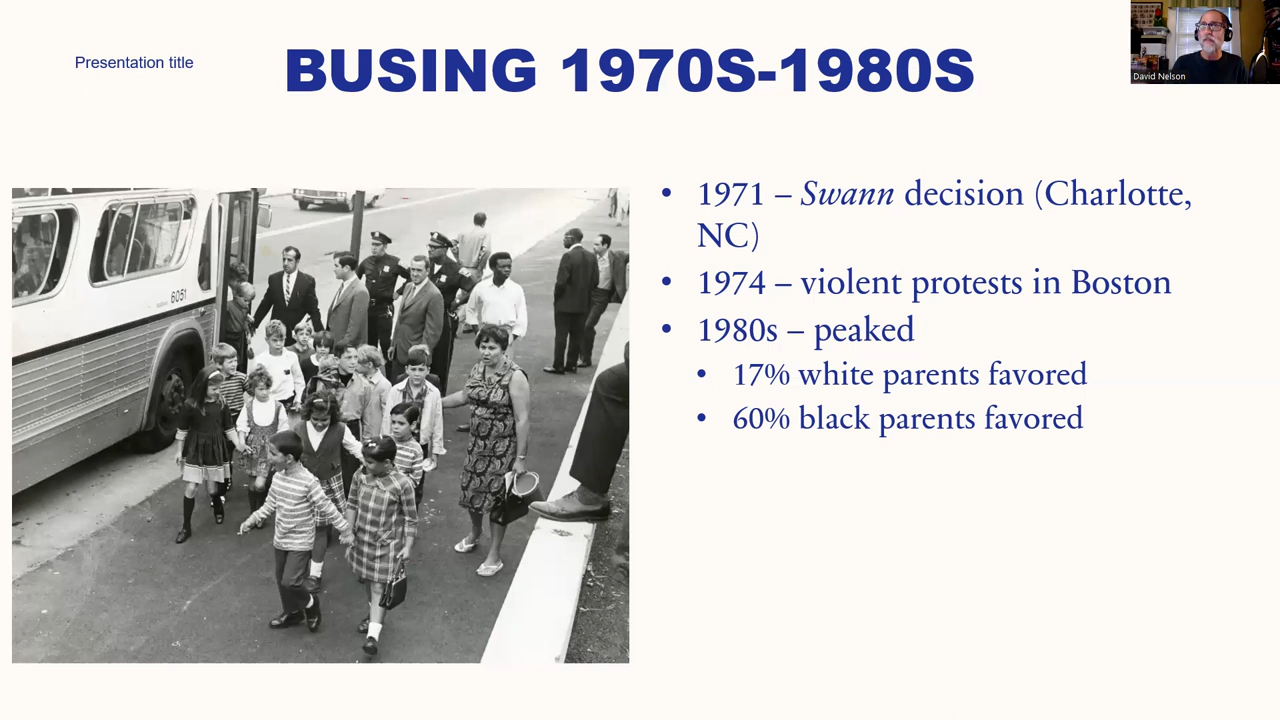 Presentation title
BUSING 1970S-1980S
David Nelson
6051
• 1971 – Swann decision (Charlotte,
NC)
• 1974 – violent protests in Boston
• 1980s – peaked
• 17% white parents favored
• 60% black parents favored